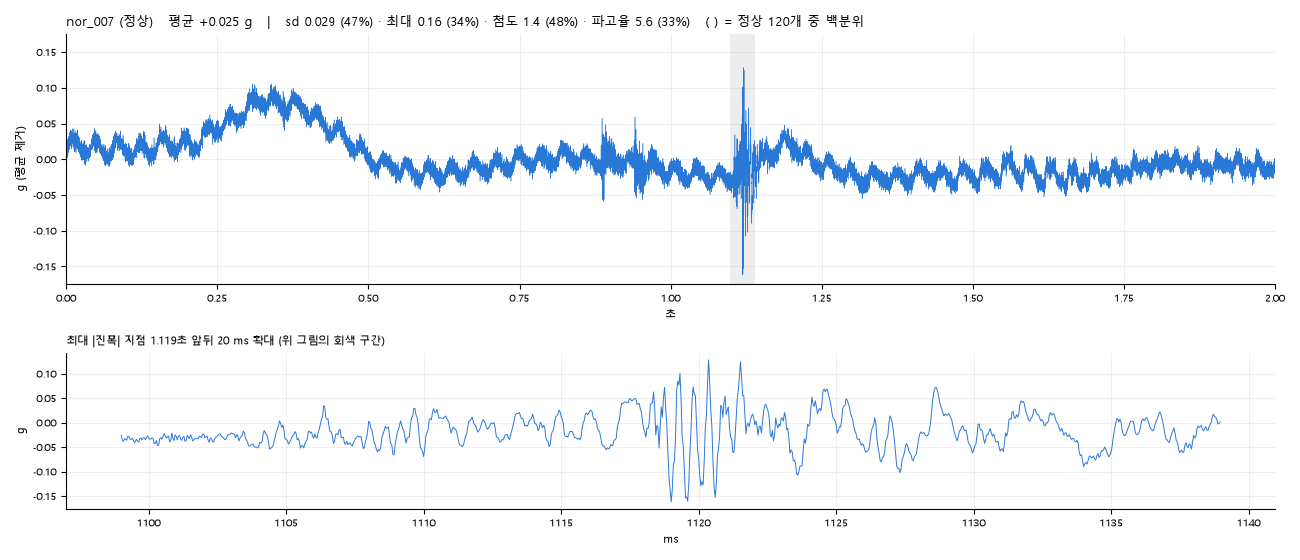 nor_007 (정상) 평균 +0.025 g | sd 0.029 (47%) · 최대 0.16 (34%) · 첨도 1.4 (48%) · 파고율 5.6 (33%) ( ) = 정상 120개 중 백분위
0.15
0.10
0.05
0.00
-0.05
-0.10
-0.15
g (평균 제거)
0.00 0.25 0.50 0.75 1.00 1.25 1.50 1.75 2.00
초
최대 |진폭| 지점 1.119초 앞뒤 20 ms 확대 (위 그림의 회색 구간)
0.10
0.05
0.00
-0.05
-0.10
-0.15
g
1100 1105 1110 1115 1120 1125 1130 1135 1140
ms